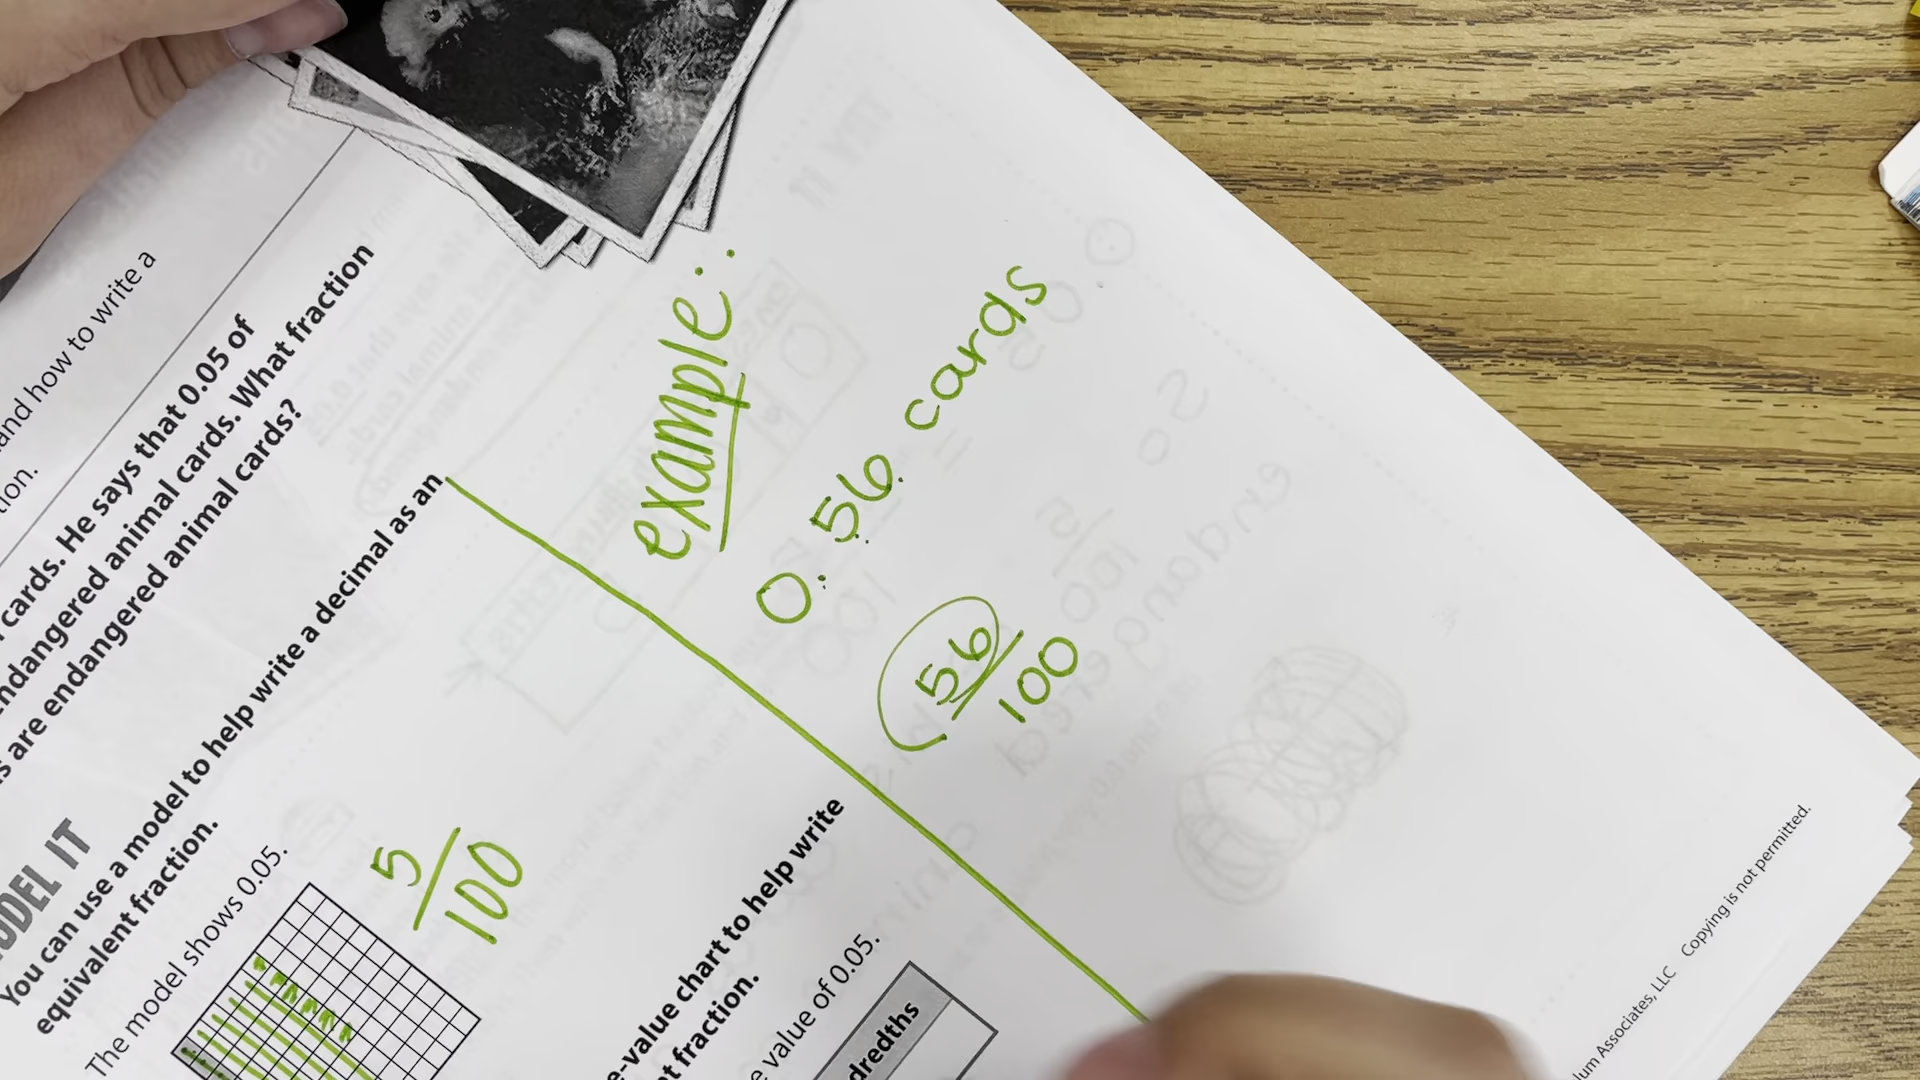 and how to write a
tion.
cards. He says that 0.05 of
ndangered animal cards. What fraction
s are endangered animal cards?
ODEL IT
You can use a model to help write a decimal as an
equivalent fraction.
The model shows 0.05.
5
100
example:
0.56 cards
56
100
e-value chart to help write
nt fraction.
e value of 0.05.
dredths
lum Associates, LLC Copying is not permitted.